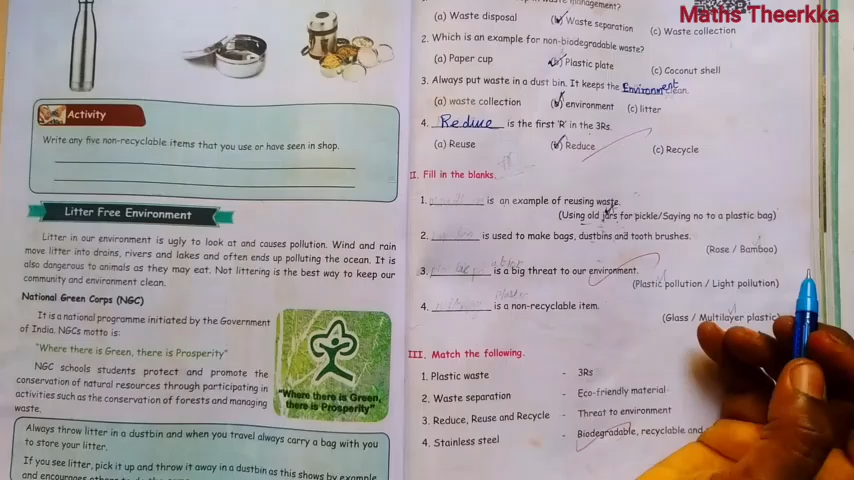 Maths Theerkka
Activity
Write any five non-recyclable items that you use or have seen in shop.
Litter Free Environment
Litter in our environment is ugly to look at and causes pollution. Wind and rain
move litter into drains, rivers and lakes and often ends up polluting the ocean. It is
also dangerous to animals as they may eat. Not littering is the best way to keep our
community and environment clean.
National Green Corps (NGC)
It is a national programme initiated by the Government
of India. NGCs motto is:
"Where there is Green, there is Prosperity"
NGC schools students protect and promote the
conservation of natural resources through participating in
activities such as the conservation of forests and managing
waste.
"Where there is Green,
there is Prosperity"
Always throw litter in a dustbin and when you travel always carry a bag with you
to store your litter.
If you see litter, pick it up and throw it away in a dustbin as this shows by example
and encourages others to do the
management?
(a) Waste disposal (b) Waste separation (c) Waste collection
2. Which is an example for non-biodegradable waste?
(a) Paper cup (b) Plastic plate (c) Coconut shell
3. Always put waste in a dust bin. It keeps the Environment clean.
(a) waste collection (b) environment (c) litter
4. Reduce is the first 'R' in the 3Rs.
(a) Reuse (b) Reduce (c) Recycle
II. Fill in the blanks.
1. is an example of reusing waste.
(Using old jars for pickle/Saying no to a plastic bag)
2. is used to make bags, dustbins and tooth brushes.
(Rose / Bamboo)
3. is a big threat to our environment.
(Plastic pollution / Light pollution)
4. is a non-recyclable item.
(Glass / Multilayer plastic)
III. Match the following.
1. Plastic waste - 3Rs
2. Waste separation - Eco-friendly material
3. Reduce, Reuse and Recycle - Threat to environment
4. Stainless steel - Biodegradable, recyclable and